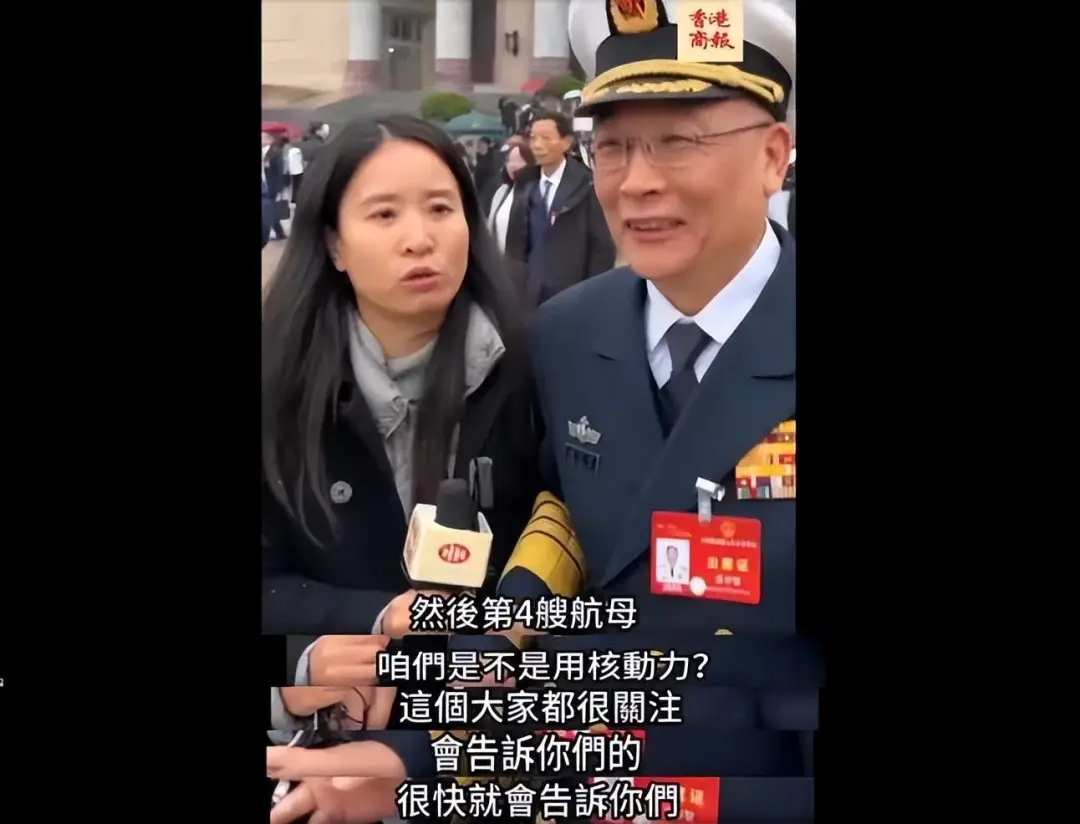 香港
商報
然後第4艘航母
咱們是不是用核動力?
這個大家都很關注
會告訴你們的
很快就會告訴你們